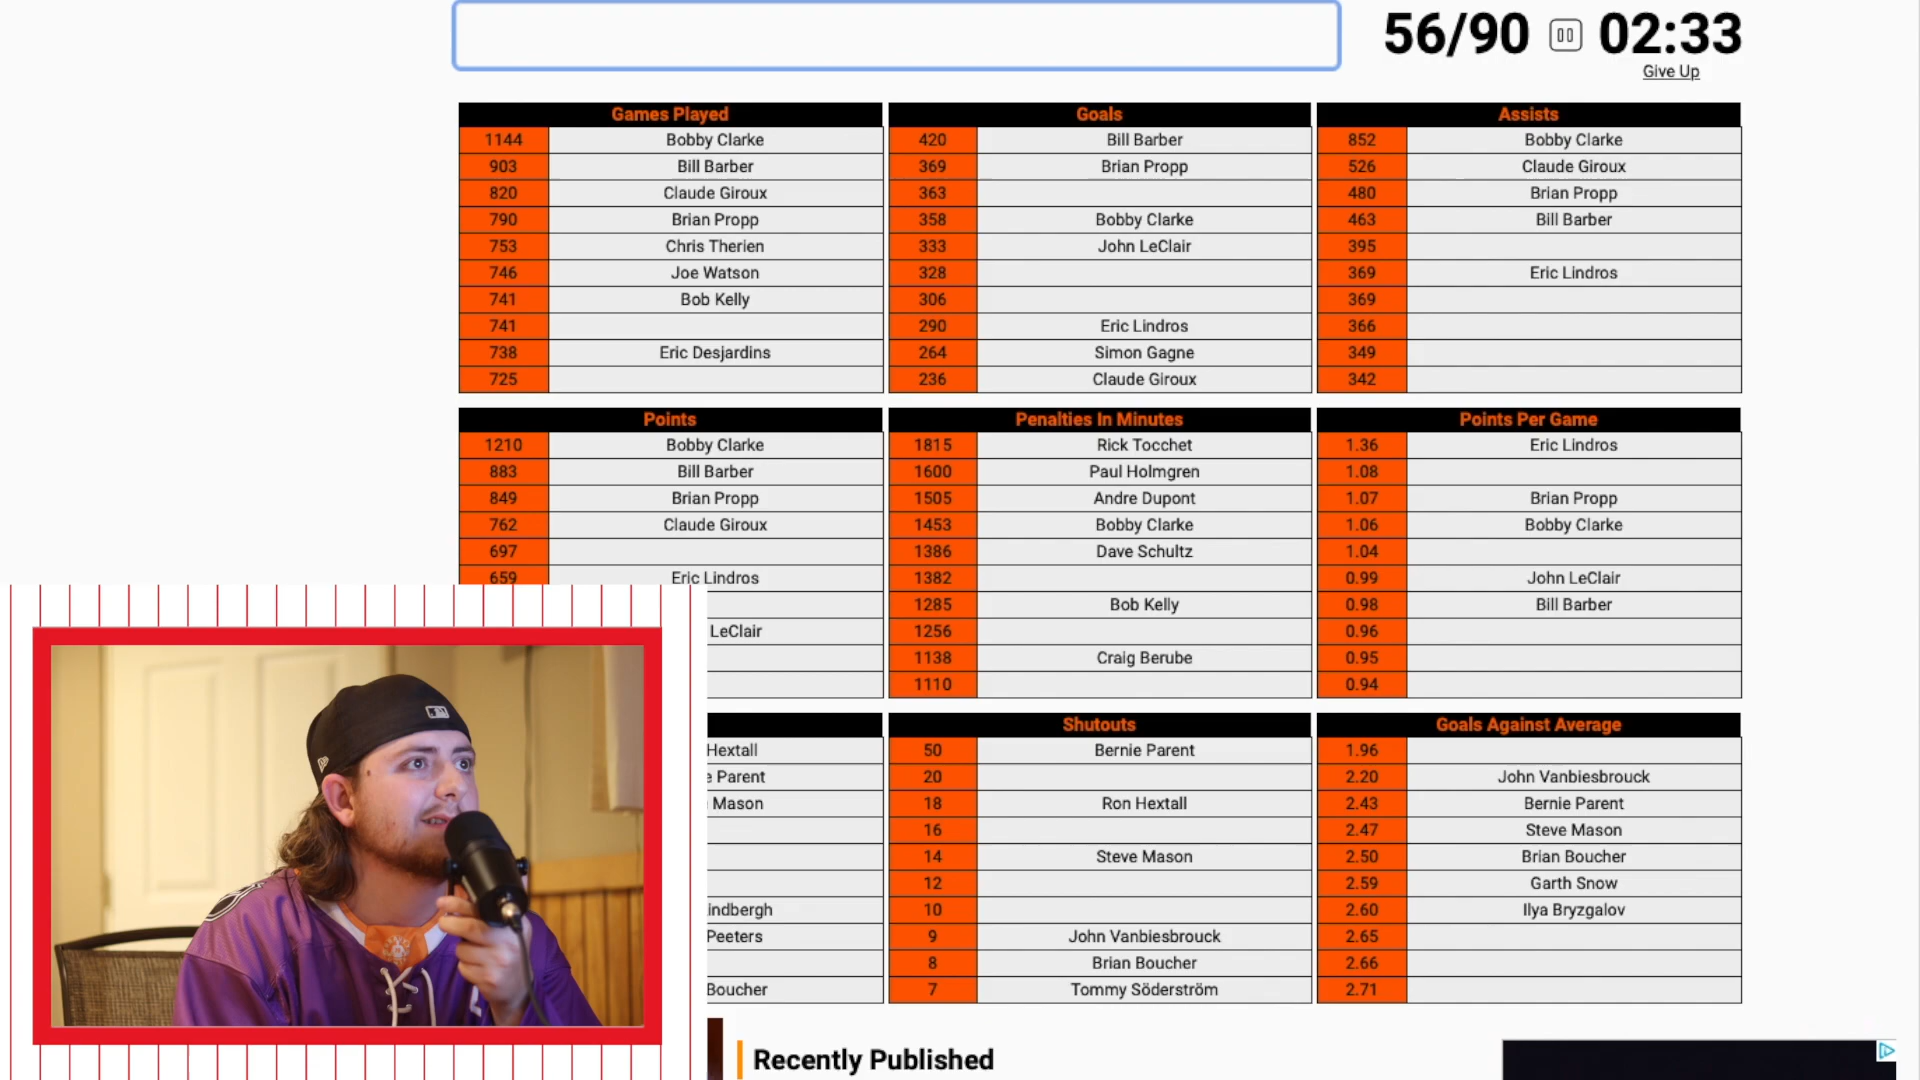 56/90 02:33
Give Up
Games Played
1144 Bobby Clarke
903 Bill Barber
820 Claude Giroux
790 Brian Propp
753 Chris Therien
746 Joe Watson
741 Bob Kelly
741
738 Eric Desjardins
725
Goals
420 Bill Barber
369 Brian Propp
363
358 Bobby Clarke
333 John LeClair
328
306
290 Eric Lindros
264 Simon Gagne
236 Claude Giroux
Assists
852 Bobby Clarke
526 Claude Giroux
480 Brian Propp
463 Bill Barber
395
369 Eric Lindros
369
366
349
342
Points
1210 Bobby Clarke
883 Bill Barber
849 Brian Propp
762 Claude Giroux
697
659 Eric Lindros
LeClair
Penalties In Minutes
1815 Rick Tocchet
1600 Paul Holmgren
1505 Andre Dupont
1453 Bobby Clarke
1386 Dave Schultz
1382
1285 Bob Kelly
1256
1138 Craig Berube
1110
Points Per Game
1.36 Eric Lindros
1.08
1.07 Brian Propp
1.06 Bobby Clarke
1.04
0.99 John LeClair
0.98 Bill Barber
0.96
0.95
0.94
Hextall
Parent
Mason
indbergh
Peeters
Boucher
Shutouts
50 Bernie Parent
20
18 Ron Hextall
16
14 Steve Mason
12
10
9 John Vanbiesbrouck
8 Brian Boucher
7 Tommy Söderström
Goals Against Average
1.96
2.20 John Vanbiesbrouck
2.43 Bernie Parent
2.47 Steve Mason
2.50 Brian Boucher
2.59 Garth Snow
2.60 Ilya Bryzgalov
2.65
2.66
2.71
Recently Published